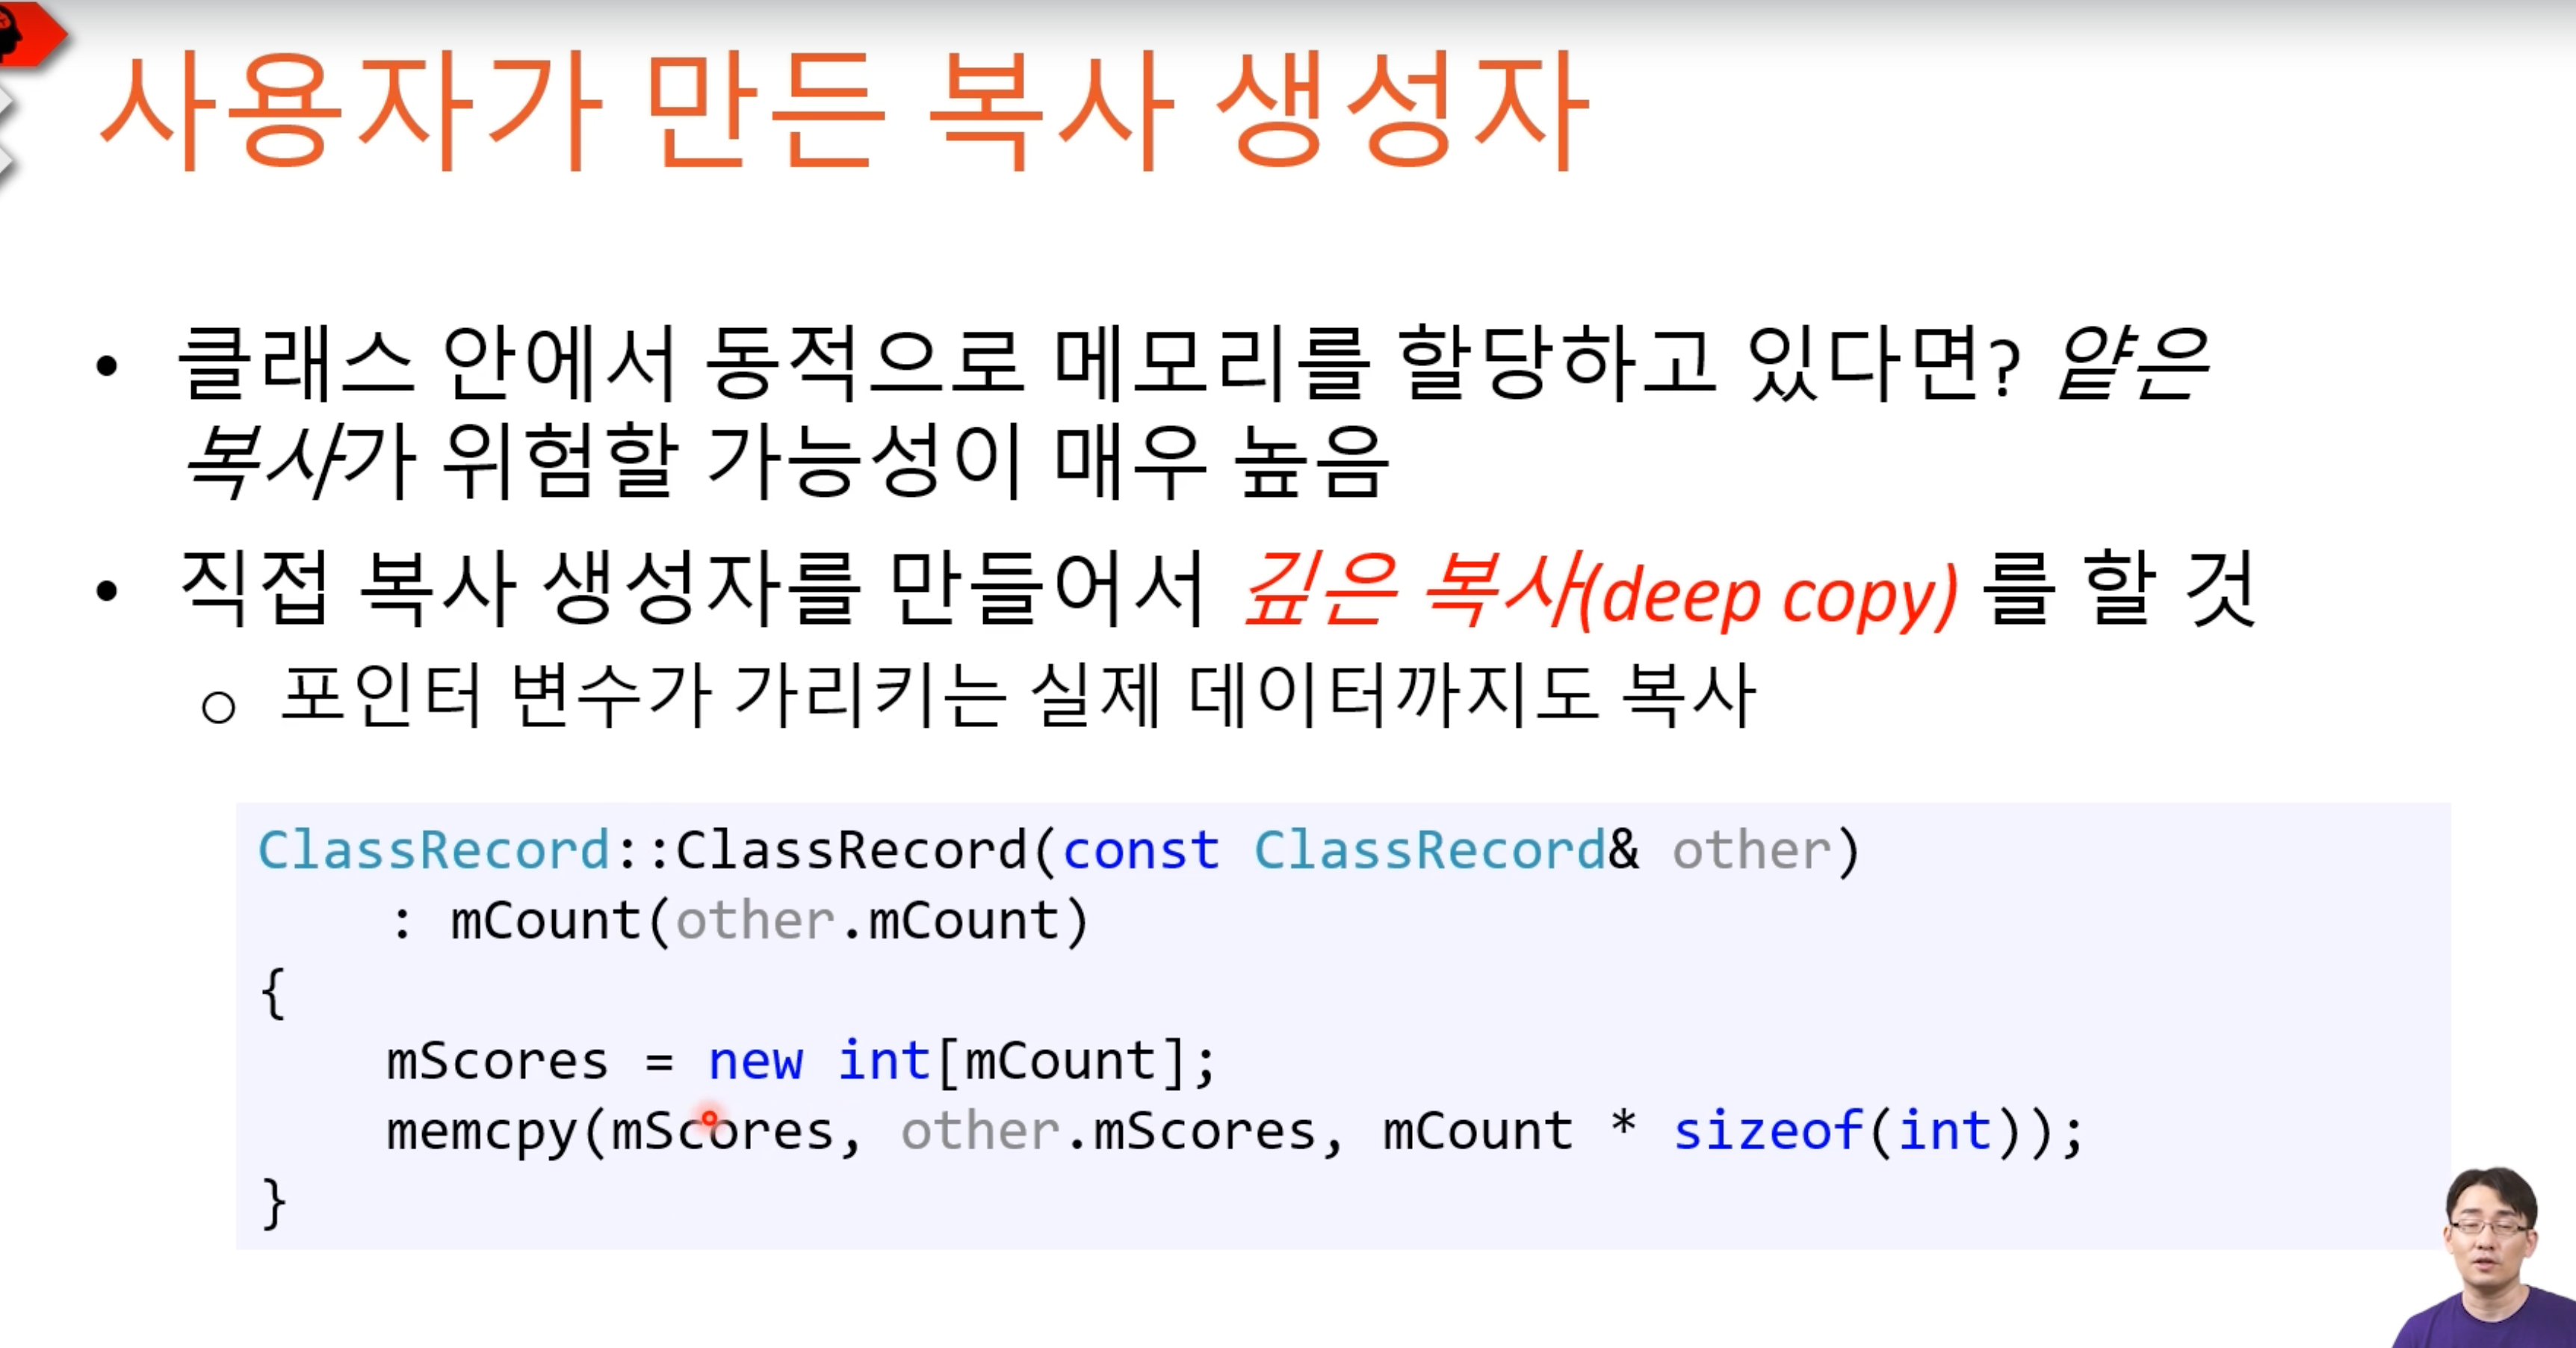 사용자가 만든 복사 생성자
• 클래스 안에서 동적으로 메모리를 할당하고 있다면? 얕은
복사가 위험할 가능성이 매우 높음
• 직접 복사 생성자를 만들어서 깊은 복사(deep copy) 를 할 것
○ 포인터 변수가 가리키는 실제 데이터까지도 복사
ClassRecord::ClassRecord(const ClassRecord& other)
    : mCount(other.mCount)
{
    mScores = new int[mCount];
    memcpy(mScores, other.mScores, mCount * sizeof(int));
}